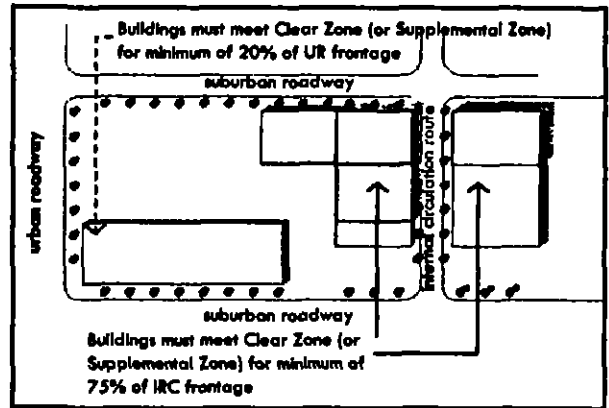 Buildings must meet Clear Zone (or Supplemental Zone)
for minimum of 20% of UR frontage
suburban roadway
urban roadway
internal circulation route
suburban roadway
Buildings must meet Clear Zone (or
Supplemental Zone) for minimum of
75% of IRC frontage